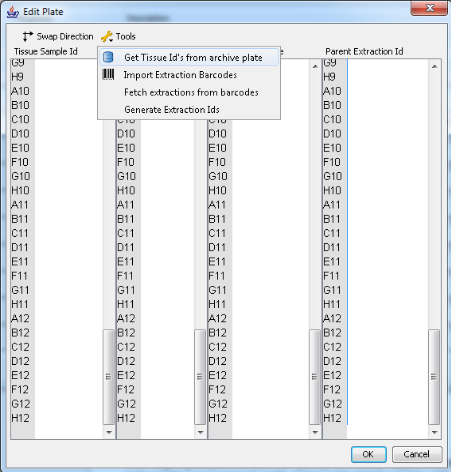 Edit Plate
Swap Direction Tools
Tissue Sample Id Parent Extraction Id
Get Tissue Id's from archive plate
Import Extraction Barcodes
Fetch extractions from barcodes
Generate Extraction Ids
G9 G9
H9 H9
A10 A10
B10 B10
C10 C10 C10 C10
D10 D10 D10 D10
E10 E10 E10 E10
F10 F10 F10 F10
G10 G10 G10 G10
H10 H10 H10 H10
A11 A11 A11 A11
B11 B11 B11 B11
C11 C11 C11 C11
D11 D11 D11 D11
E11 E11 E11 E11
F11 F11 F11 F11
G11 G11 G11 G11
H11 H11 H11 H11
A12 A12 A12 A12
B12 B12 B12 B12
C12 C12 C12 C12
D12 D12 D12 D12
E12 E12 E12 E12
F12 F12 F12 F12
G12 G12 G12 G12
H12 H12 H12 H12
OK Cancel